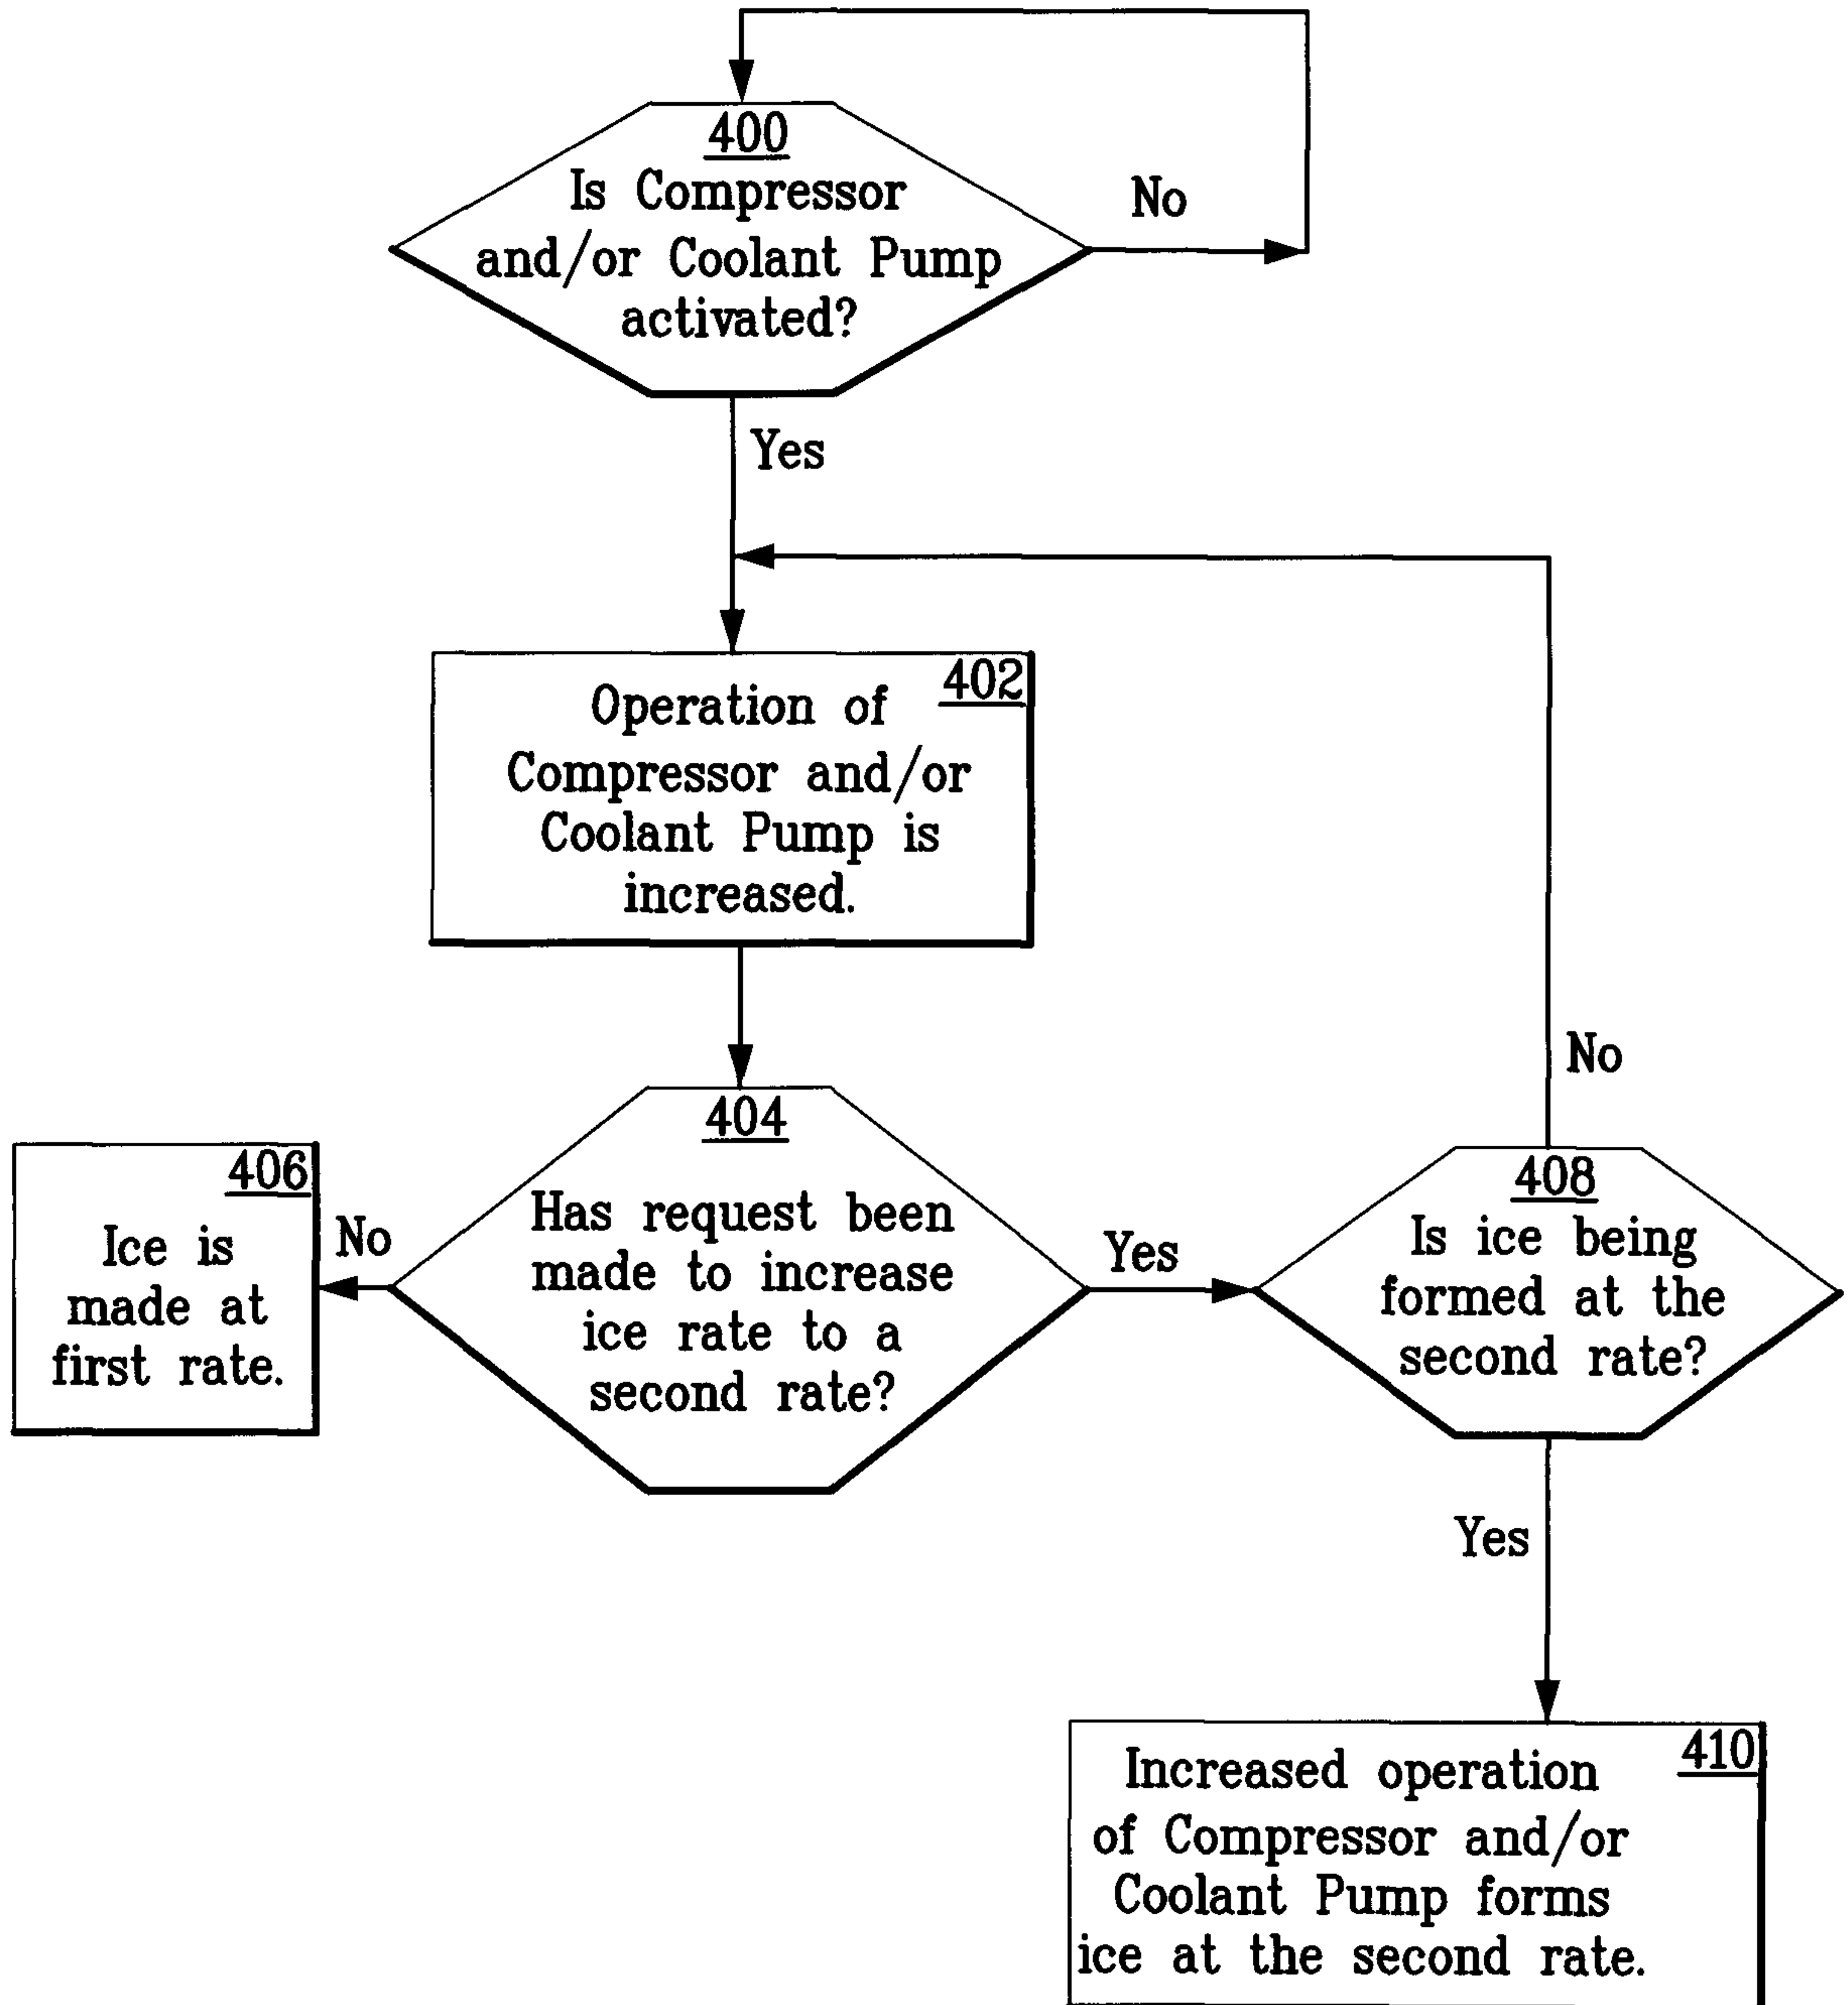 400
Is Compressor
and/or Coolant Pump
activated?
No
Yes
402
Operation of
Compressor and/or
Coolant Pump is
increased.
404
Has request been
made to increase
ice rate to a
second rate?
No
406
Ice is
made at
first rate.
Yes
408
Is ice being
formed at the
second rate?
No
Yes
410
Increased operation
of Compressor and/or
Coolant Pump forms
ice at the second rate.